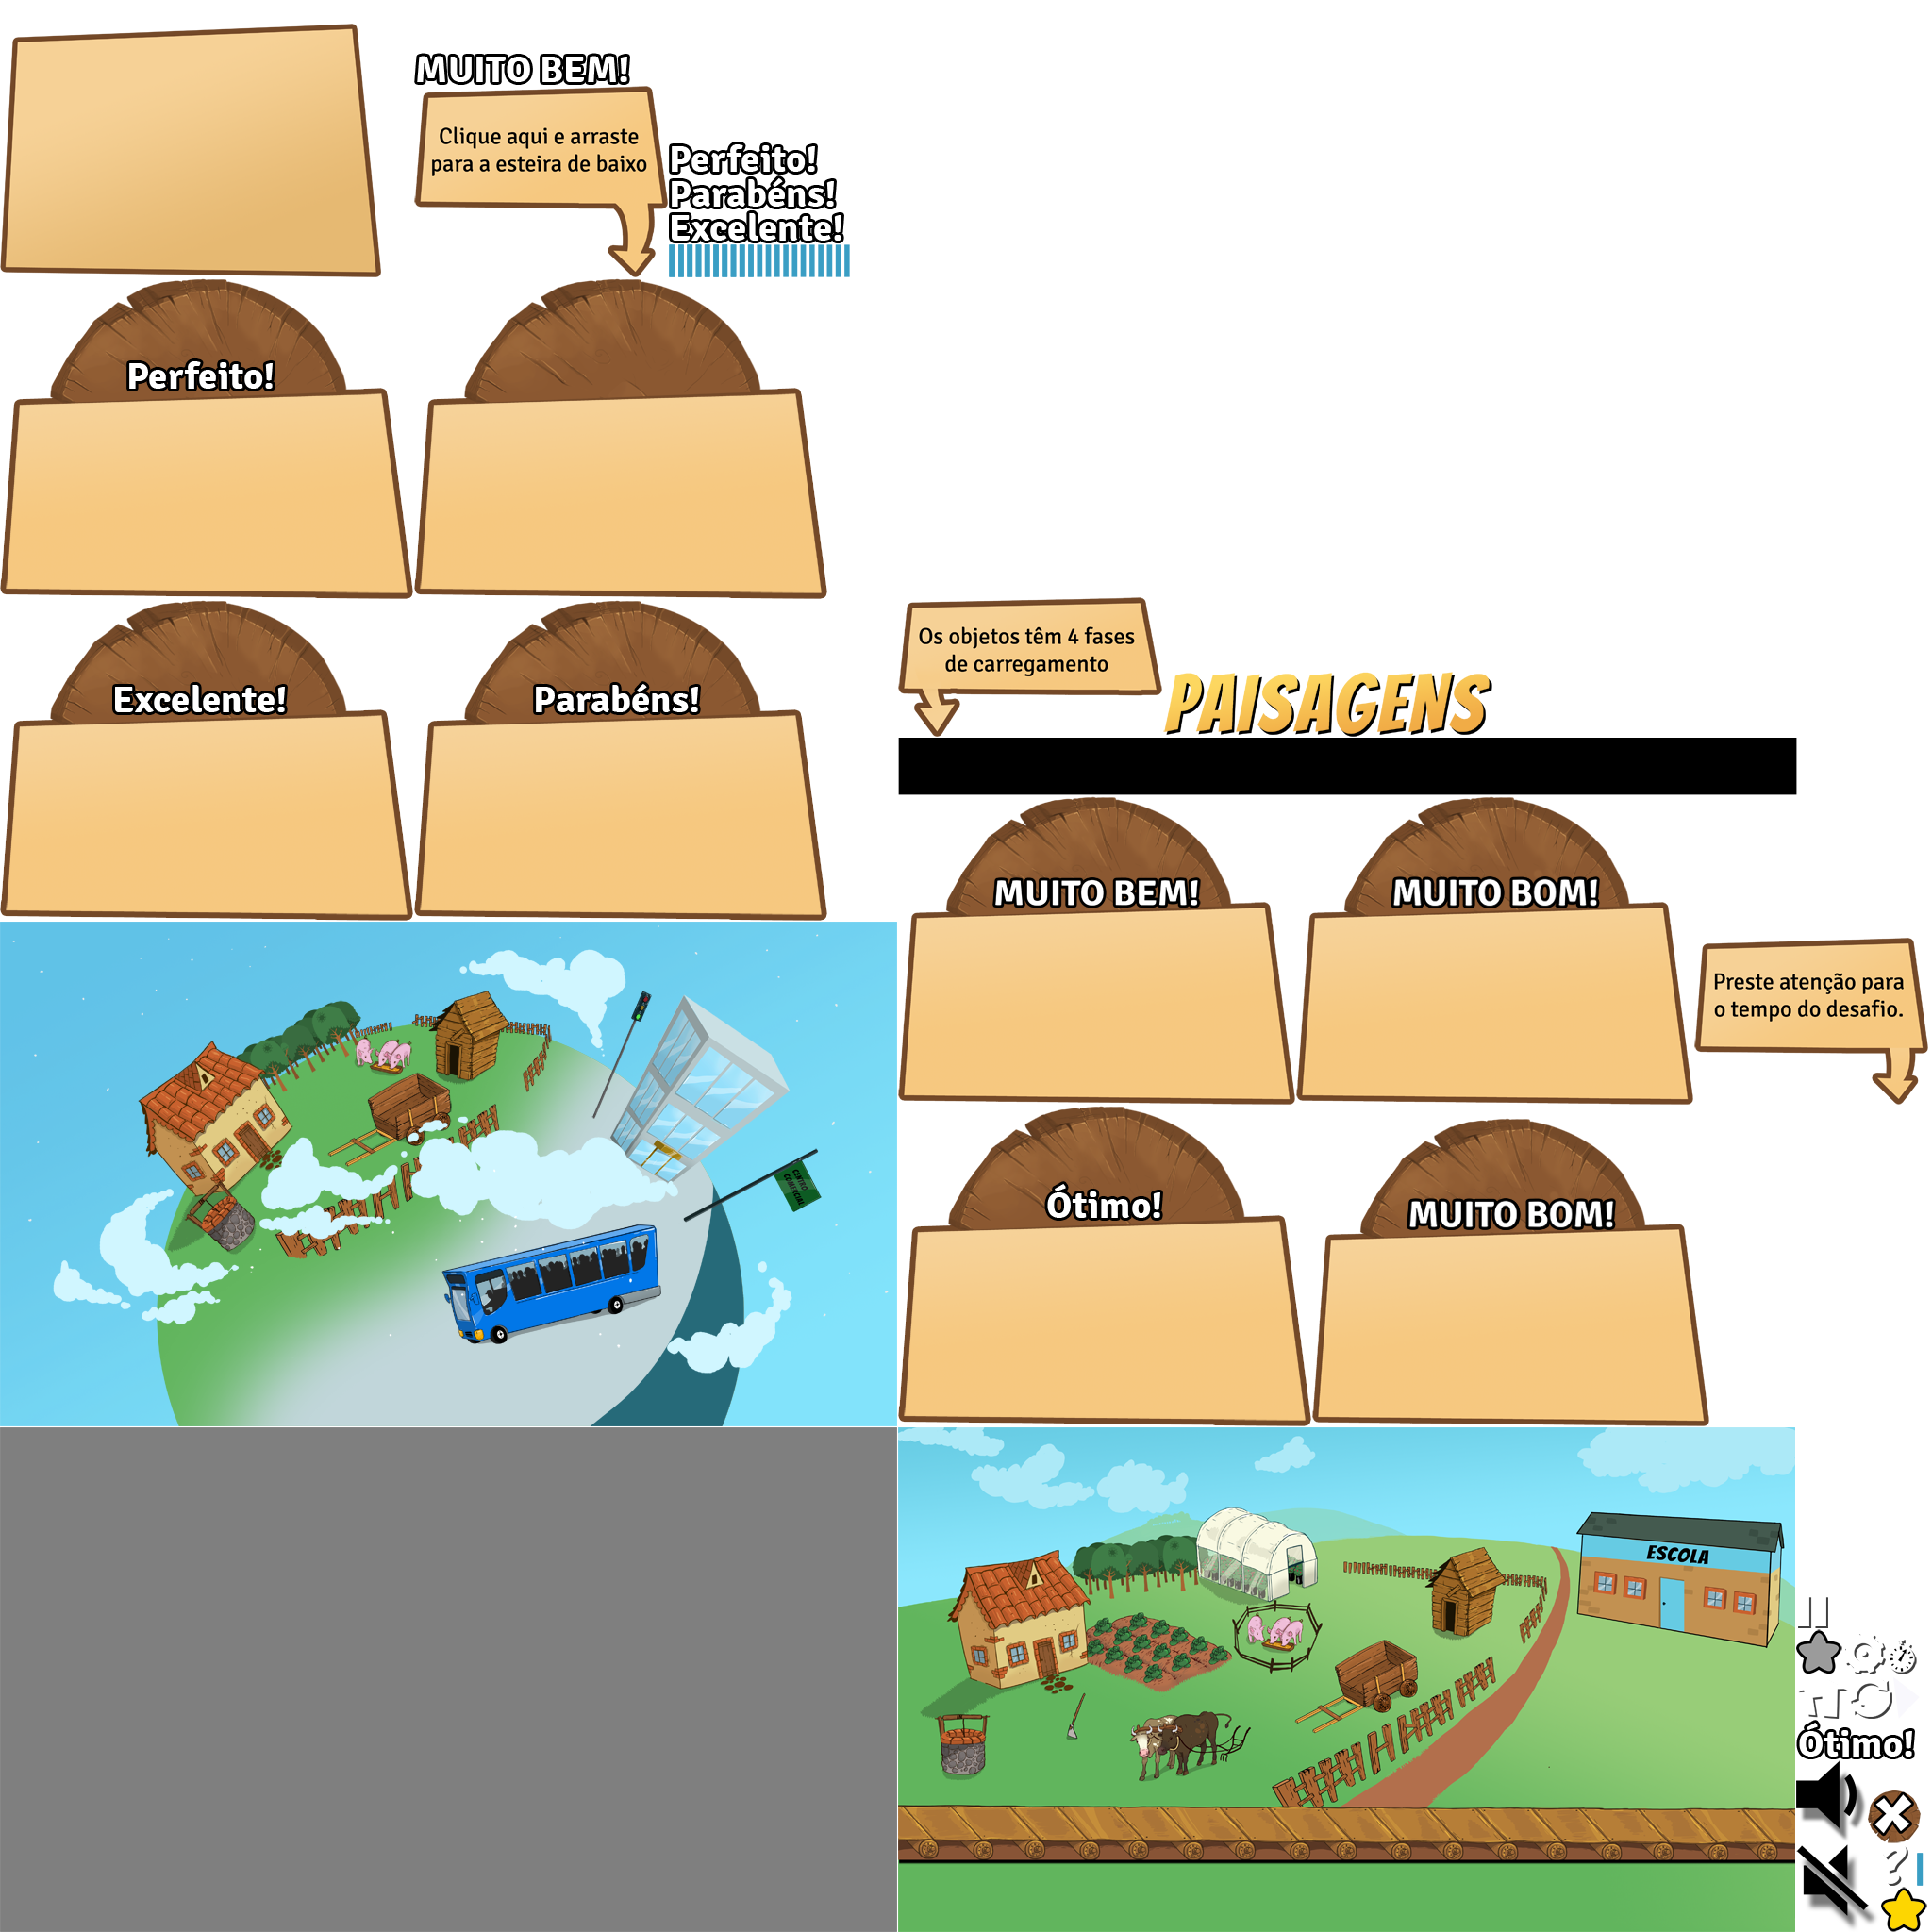 MUITO BEM!
Clique aqui e arraste
para a esteira de baixo
Perfeito!
Parabéns!
Excelente!
Perfeito!
Excelente!
Parabéns!
Os objetos têm 4 fases
de carregamento
PAISAGENS
MUITO BEM!
MUITO BOM!
Preste atenção para
o tempo do desafio.
Ótimo!
MUITO BOM!
CENTRO
COMERCIAL
ESCOLA
Ótimo!
?